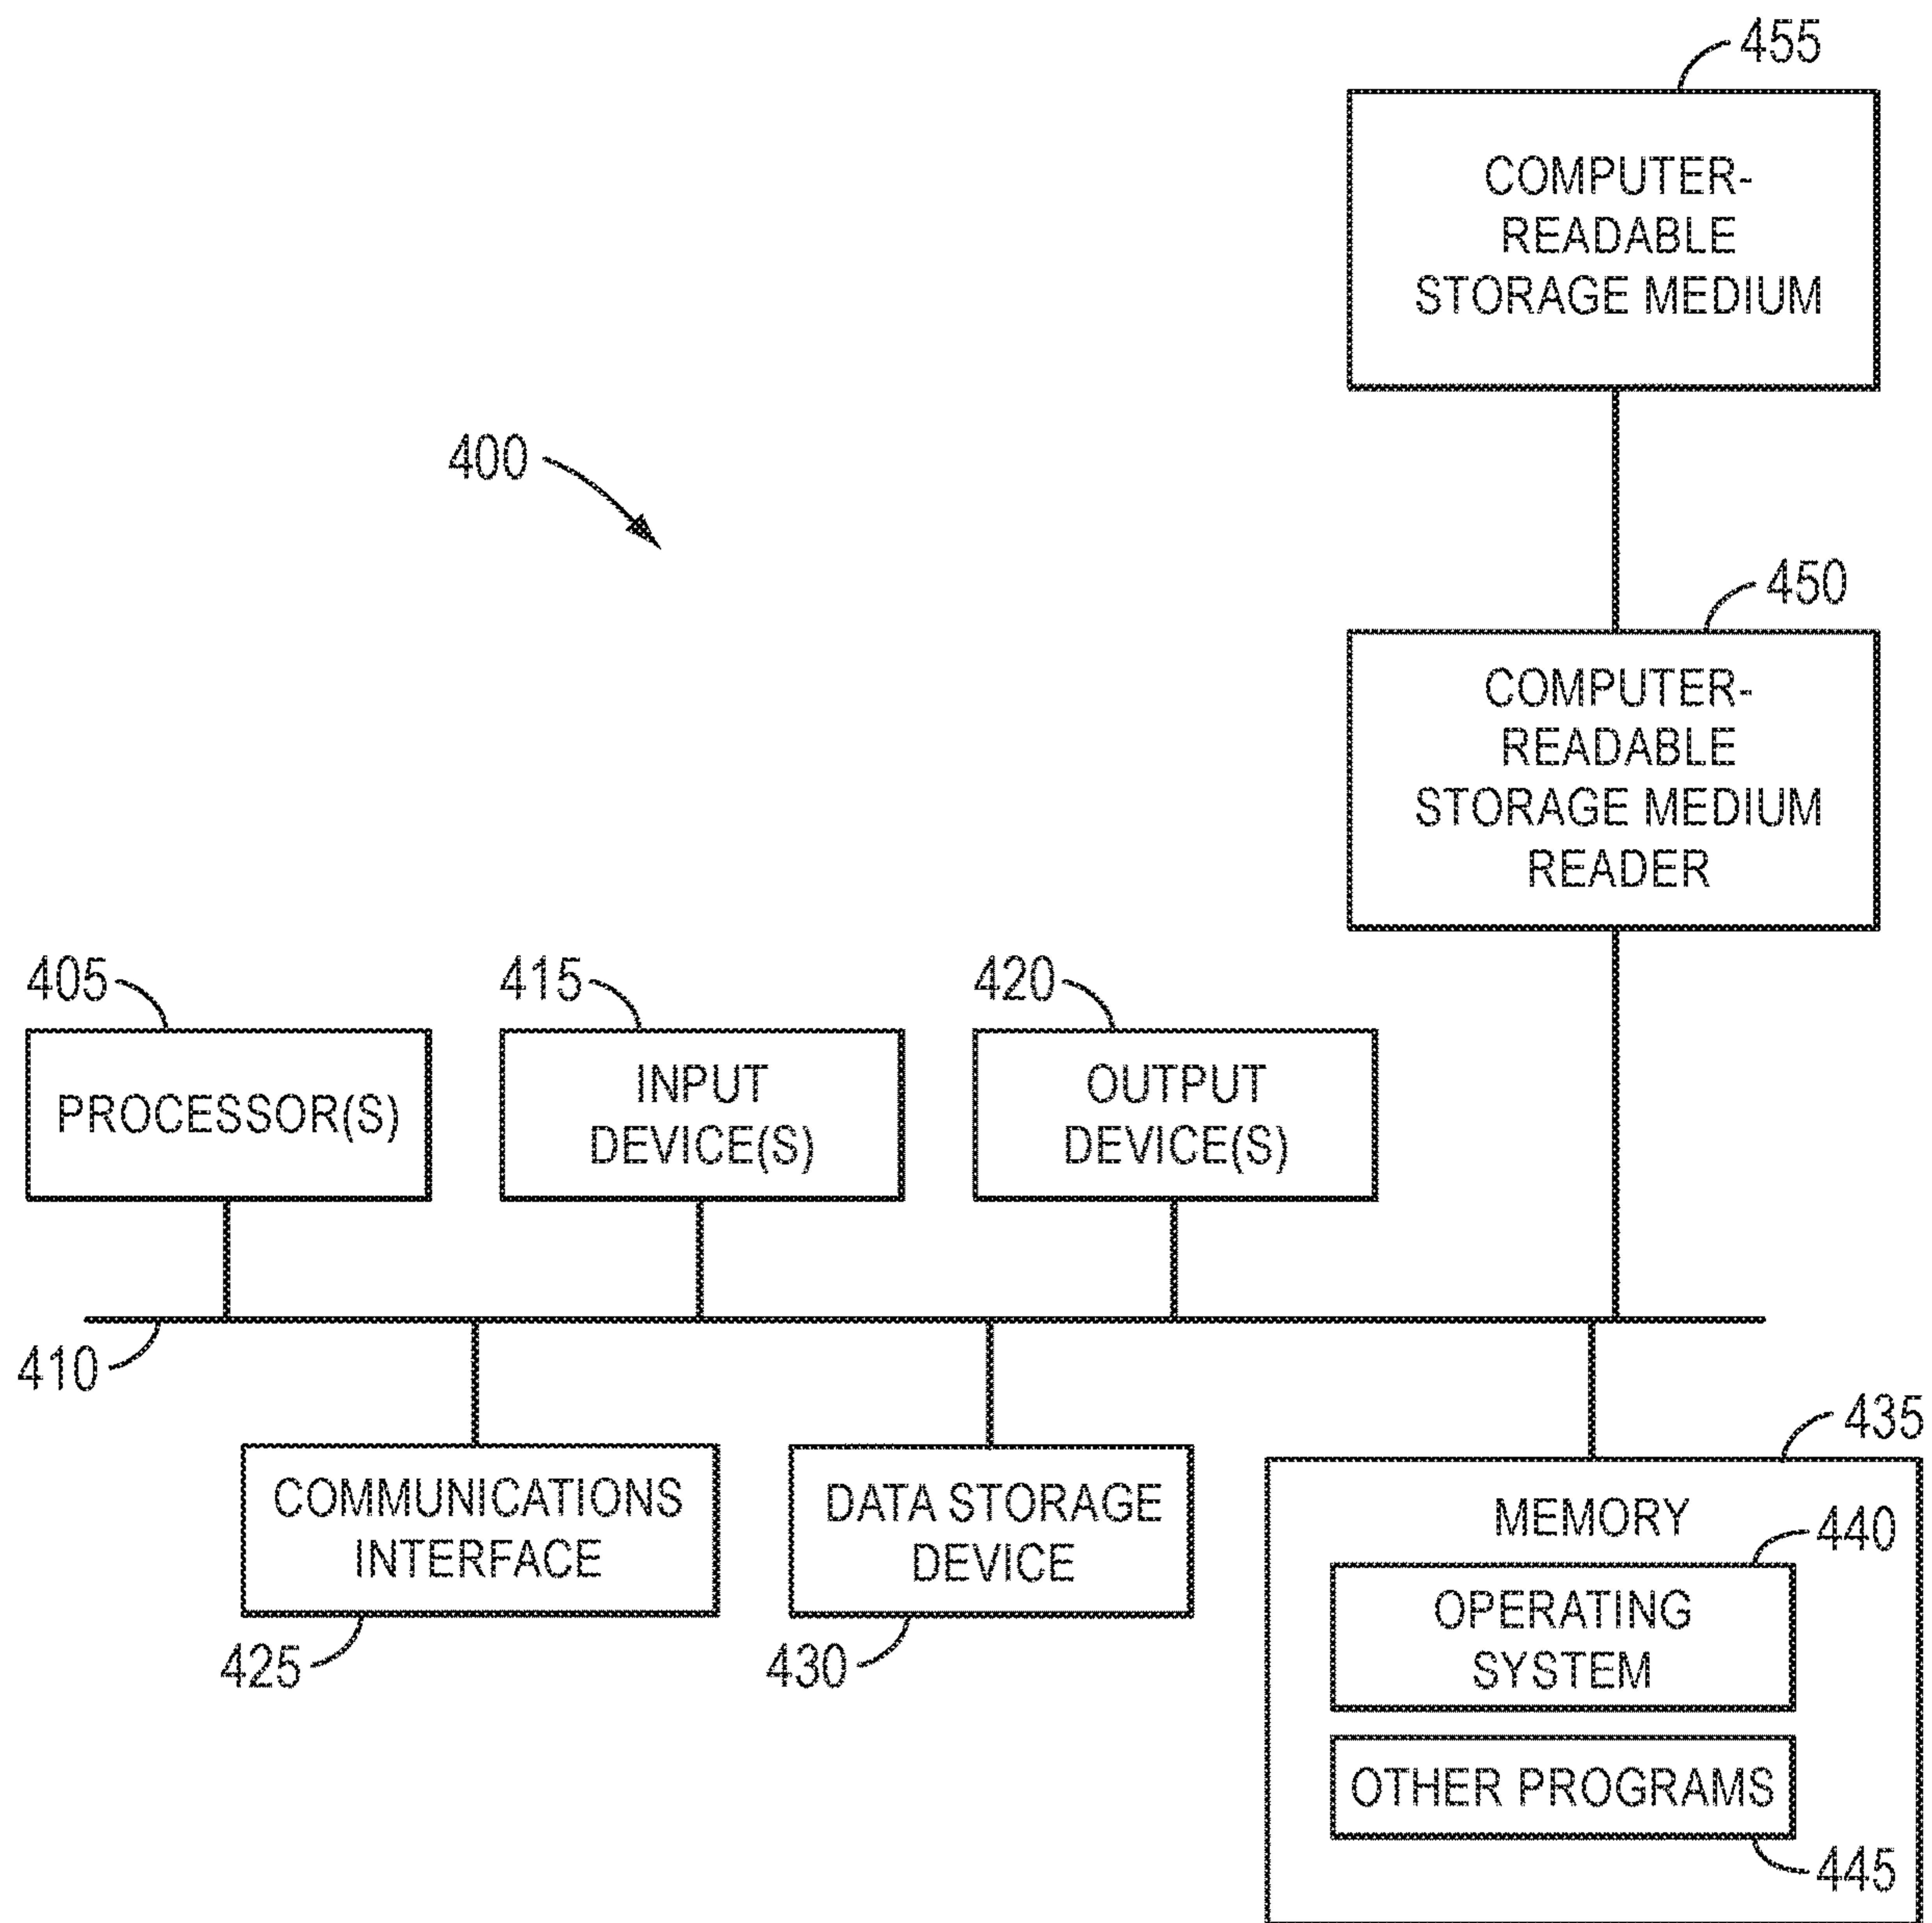 455
COMPUTER-
READABLE
STORAGE MEDIUM
400
450
COMPUTER-
READABLE
STORAGE MEDIUM
READER
405
PROCESSOR(S)
415
INPUT
DEVICE(S)
420
OUTPUT
DEVICE(S)
410
COMMUNICATIONS
INTERFACE
425
DATA STORAGE
DEVICE
430
435
MEMORY
440
OPERATING
SYSTEM
OTHER PROGRAMS
445